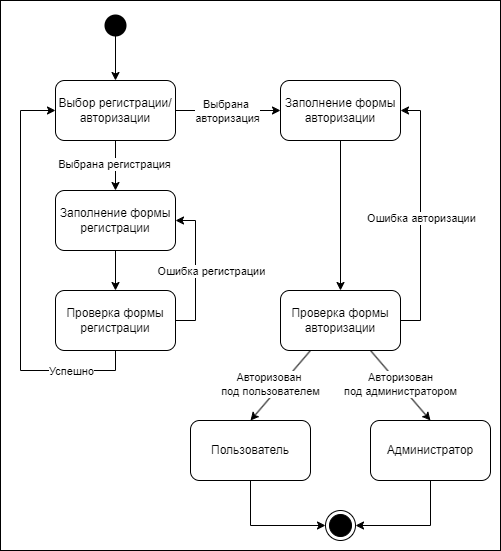 Выбор регистрации/
авторизации
Выбрана
авторизация
Заполнение формы
авторизации
Выбрана регистрация
Заполнение формы
регистрации
Ошибка авторизации
Ошибка регистрации
Проверка формы
регистрации
Проверка формы
авторизации
Успешно
Авторизован
под пользователем
Авторизован
под администратором
Пользователь
Администратор